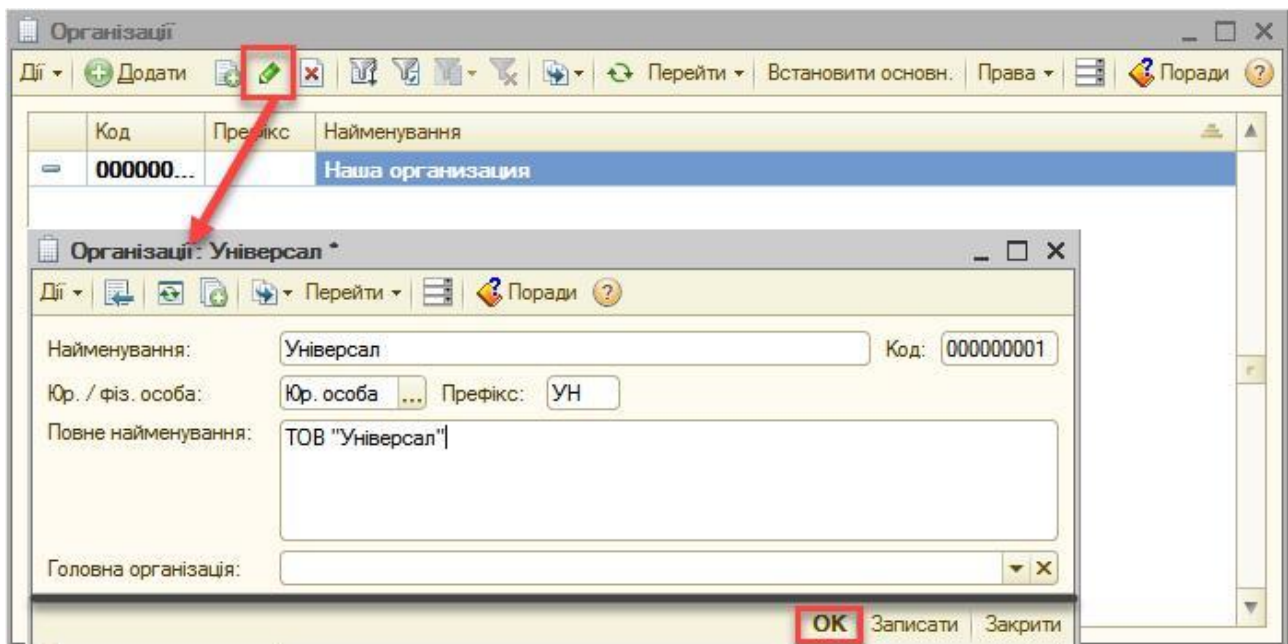 Організації
Дії Додати Перейти Встановити основн. Права Поради ?
Код Префікс Найменування
000000... Наша организация
Організації: Універсал *
Дії Перейти Поради ?
Найменування: Універсал Код: 000000001
Юр. / фіз. особа: Юр. особа ... Префікс: УН
Повне найменування: ТОВ "Універсал"
Головна організація:
OK Записати Закрити